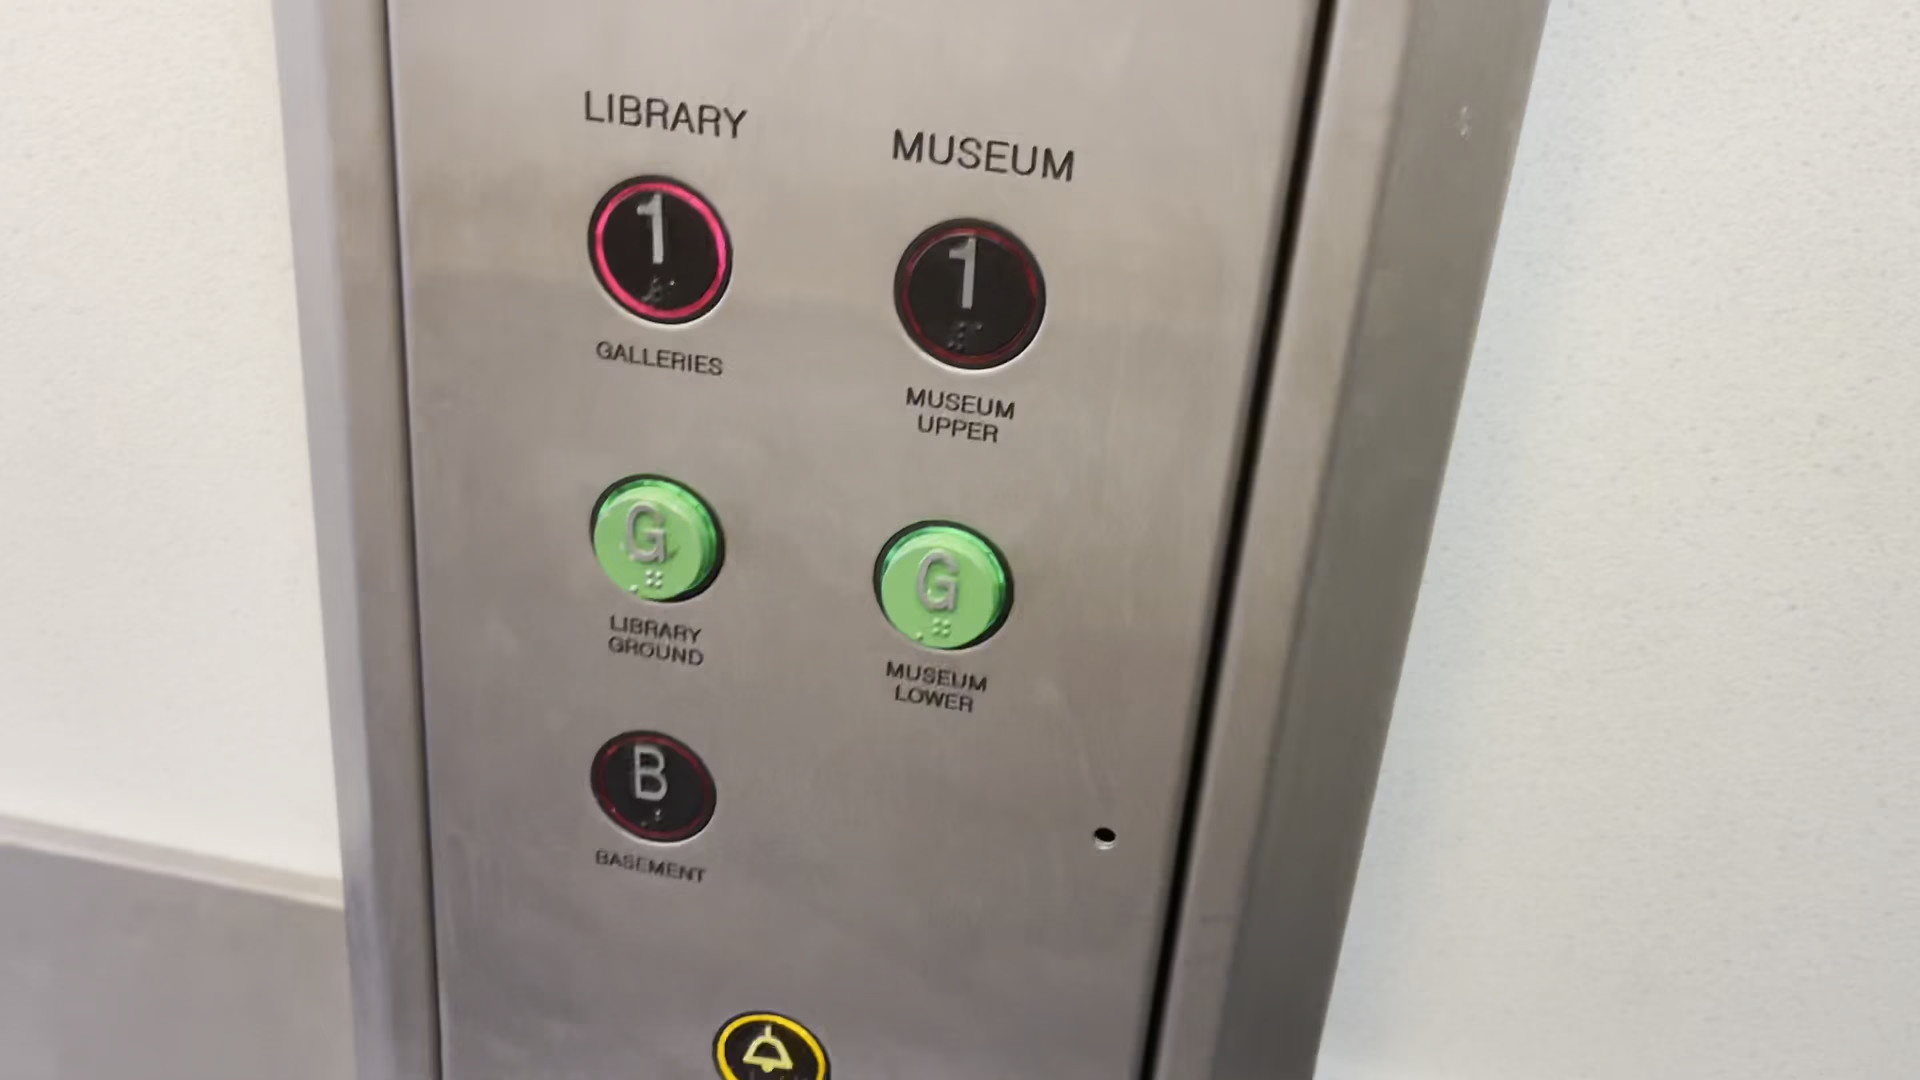 LIBRARY
MUSEUM
1
1
GALLERIES
MUSEUM
UPPER
G
G
LIBRARY
GROUND
MUSEUM
LOWER
B
BASEMENT